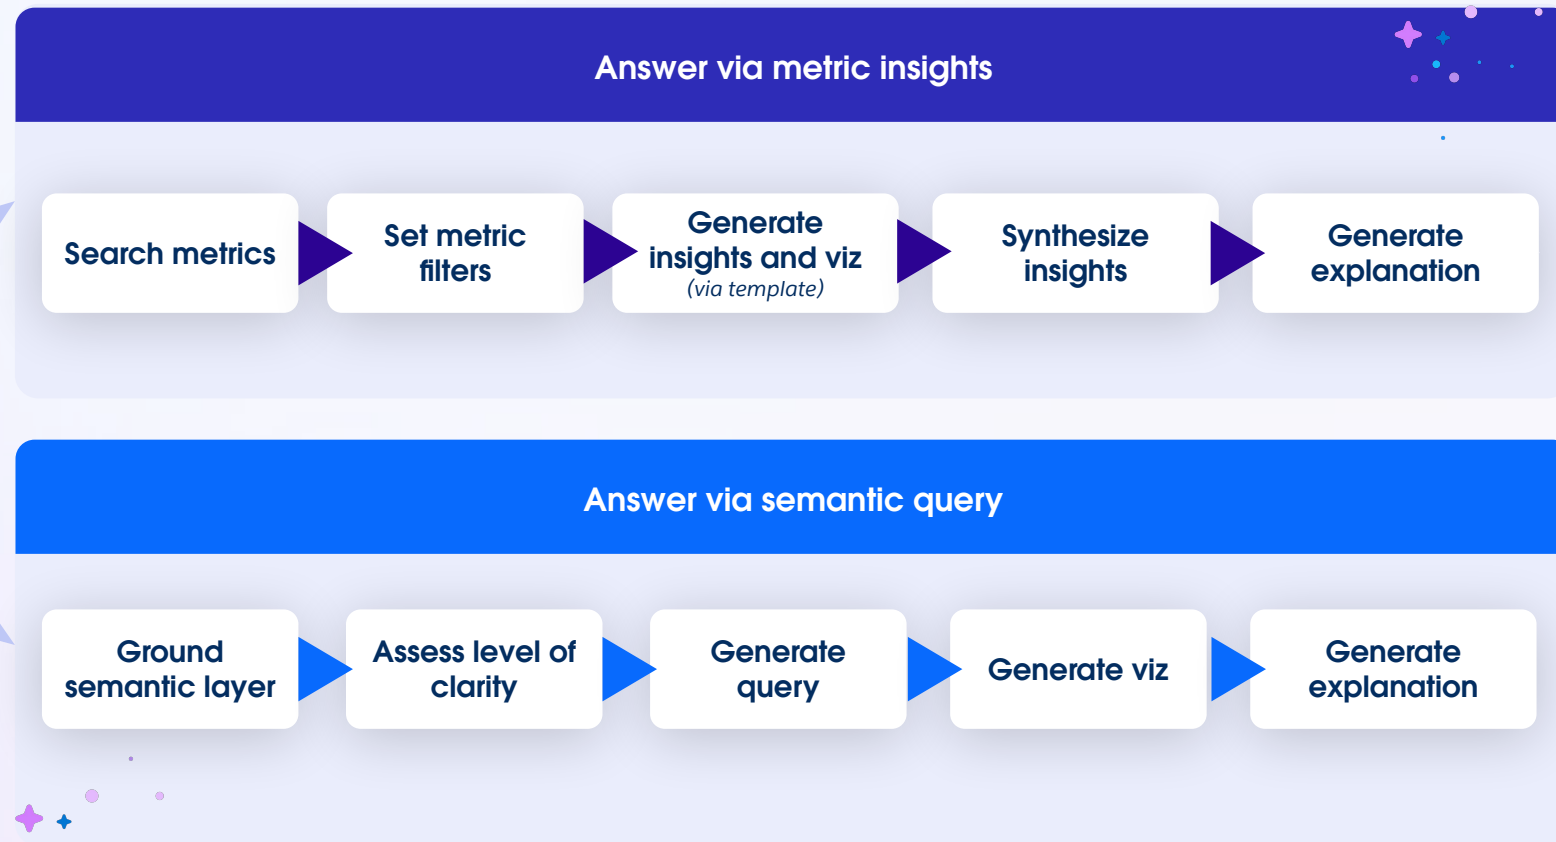 Answer via metric insights
Search metrics
Set metric
filters
Generate
insights and viz
(via template)
Synthesize
insights
Generate
explanation
Answer via semantic query
Ground
semantic layer
Assess level of
clarity
Generate
query
Generate viz
Generate
explanation